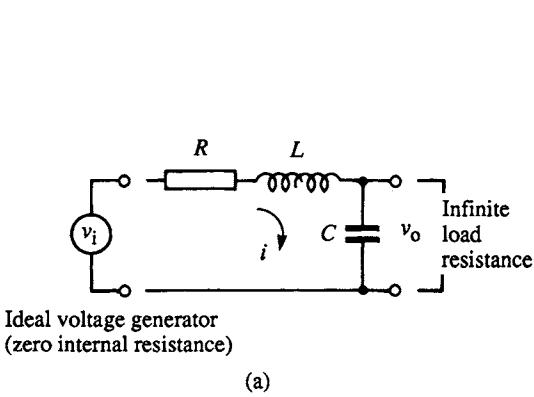 R
L
Infinite
v_i
C
v_o
load
i
resistance
Ideal voltage generator
(zero internal resistance)
(a)